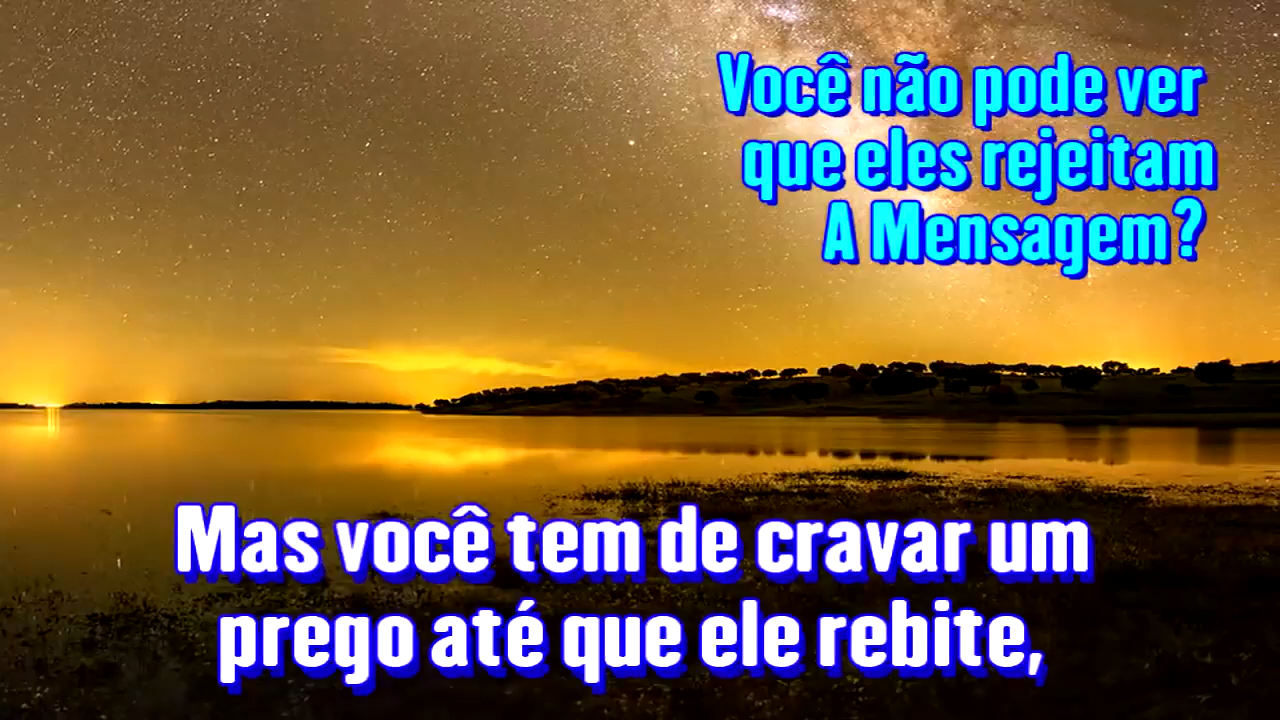 Você não pode ver
que eles rejeitam
A Mensagem?
Mas você tem de cravar um
prego até que ele rebite,